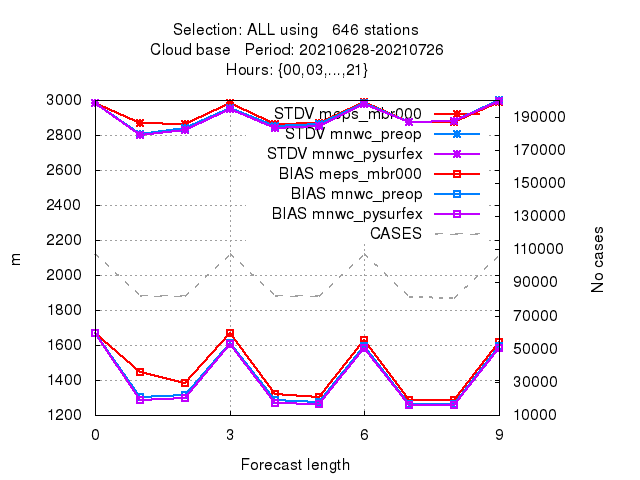 Selection: ALL using   646 stations
Cloud base   Period: 20210628-20210726
Hours: {00,03,...,21}
3000
2800
2600
2400
2200
2000
1800
1600
1400
1200
m
STDV meps_mbr000
STDV mnwc_preop
STDV mnwc_pysurfex
BIAS meps_mbr000
BIAS mnwc_preop
BIAS mnwc_pysurfex
CASES
190000
170000
150000
130000
110000
90000
70000
50000
30000
10000
No cases
0 3 6 9
Forecast length